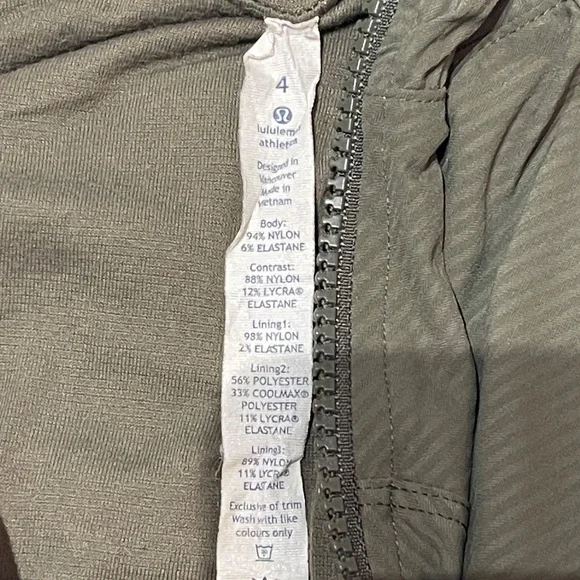 4
lululem
athletica
Designed in
Vancouver
Made in
Vietnam
Body:
94% NYLON
6% ELASTANE
Contrast:
88% NYLON
12% LYCRA®
ELASTANE
Lining1:
98% NYLON
2% ELASTANE
Lining2:
56% POLYESTER
33% COOLMAX®
POLYESTER
11% LYCRA®
ELASTANE
Lining3:
89% NYLON
11% LYCRA®
ELASTANE
Exclusive of trim
Wash with like
colours only